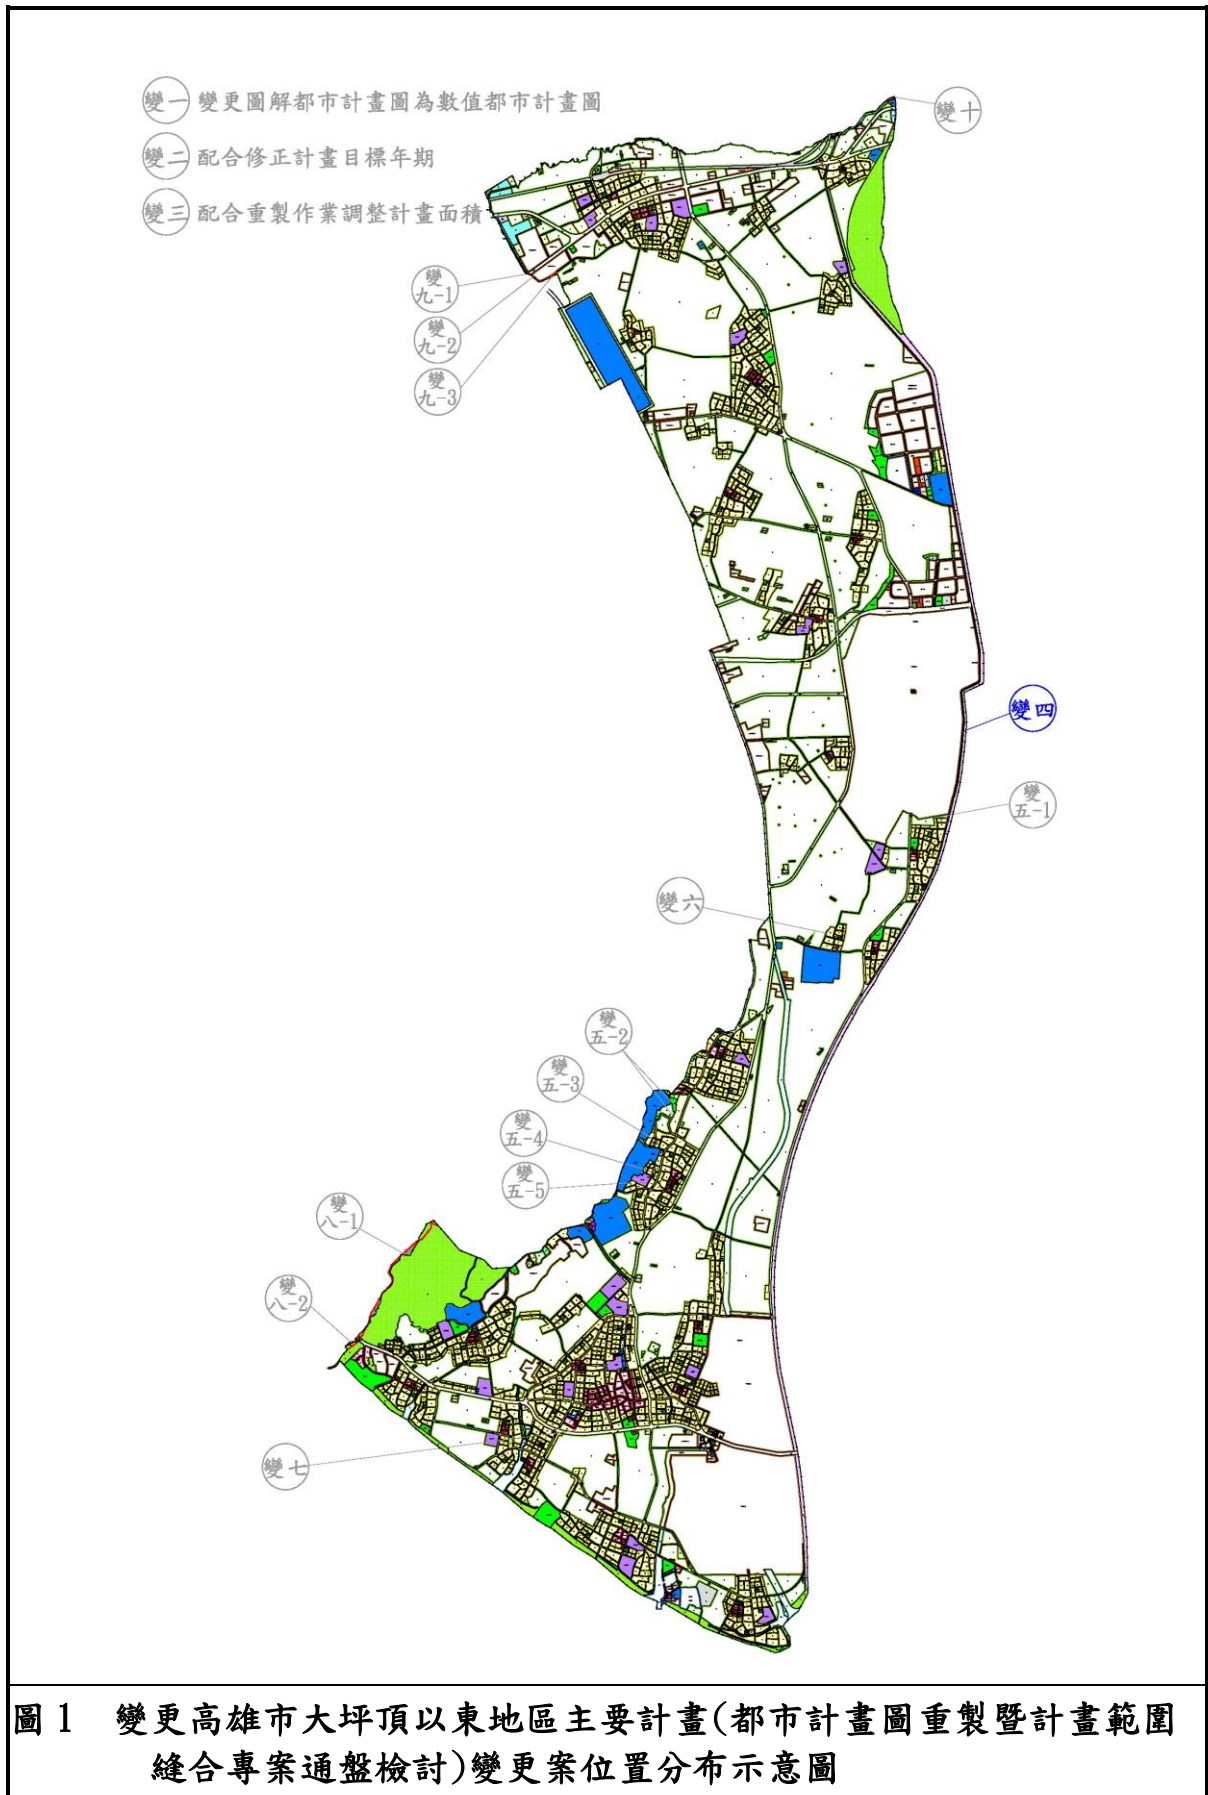 變一 變更圖解都市計畫圖為數值都市計畫圖
變二 配合修正計畫目標年期
變三 配合重製作業調整計畫面積
變十
變
九-1
變
九-2
變
九-3
變四
變
五-1
變六
變
五-2
變
五-3
變
五-4
變
五-5
變
八-1
變
八-2
變七
圖 1 變更高雄市大坪頂以東地區主要計畫(都市計畫圖重製暨計畫範圍
縫合專案通盤檢討)變更案位置分布示意圖